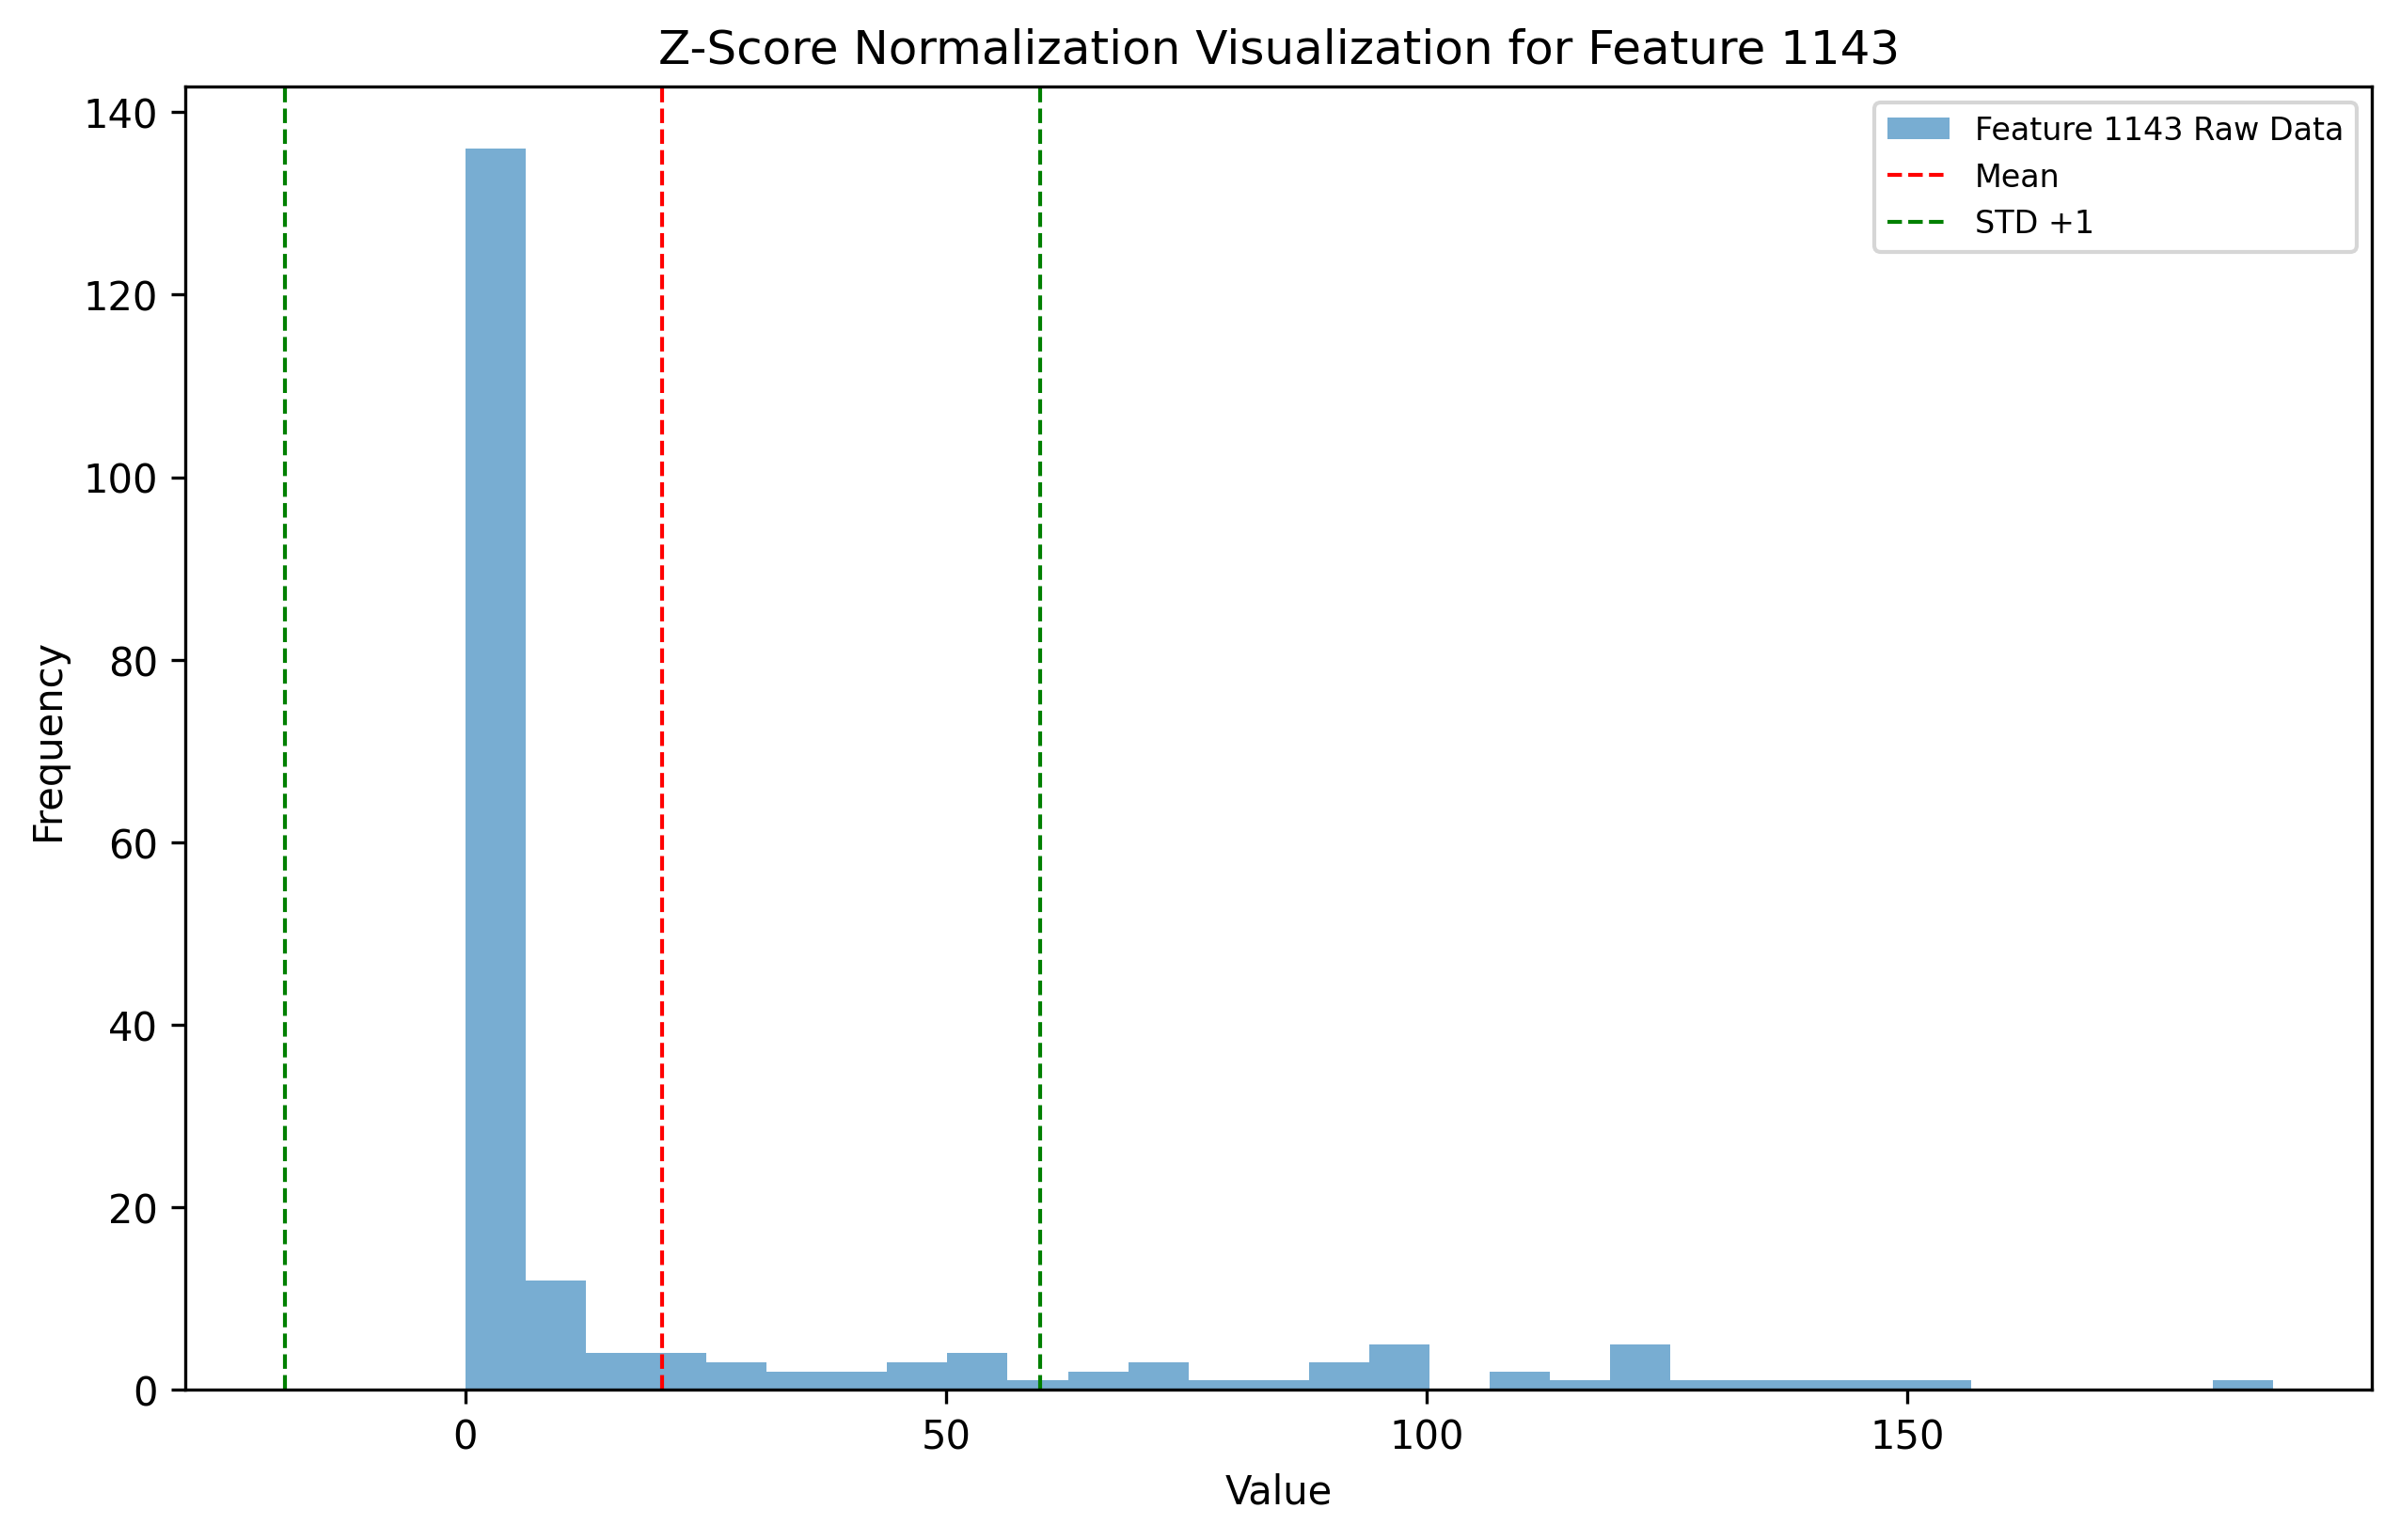 Z-Score Normalization Visualization for Feature 1143
Feature 1143 Raw Data
Mean
STD +1
140
120
100
80
60
40
20
0
Frequency
0 50 100 150
Value